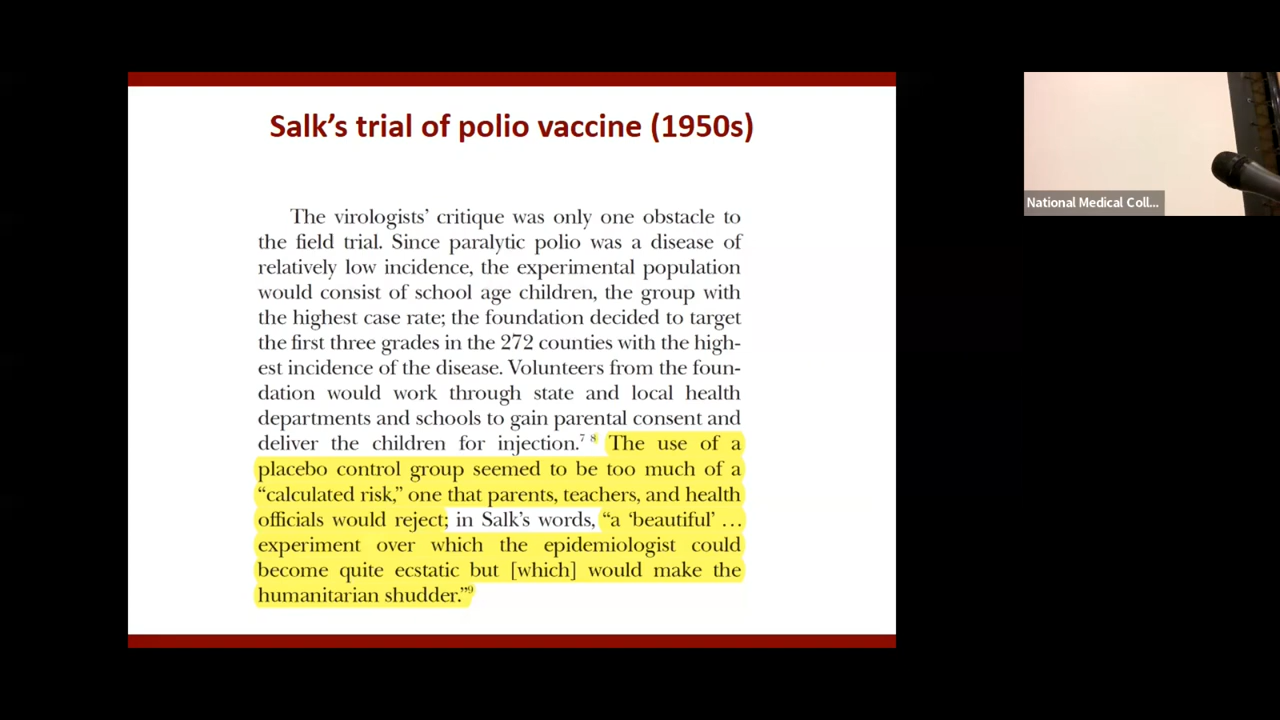 Salk's trial of polio vaccine (1950s)
The virologists' critique was only one obstacle to
the field trial. Since paralytic polio was a disease of
relatively low incidence, the experimental population
would consist of school age children, the group with
the highest case rate; the foundation decided to target
the first three grades in the 272 counties with the high-
est incidence of the disease. Volunteers from the foun-
dation would work through state and local health
departments and schools to gain parental consent and
deliver the children for injection.7 8 The use of a
placebo control group seemed to be too much of a
“calculated risk,” one that parents, teachers, and health
officials would reject; in Salk's words, “a ‘beautiful’ …
experiment over which the epidemiologist could
become quite ecstatic but [which] would make the
humanitarian shudder.”9
National Medical Coll...